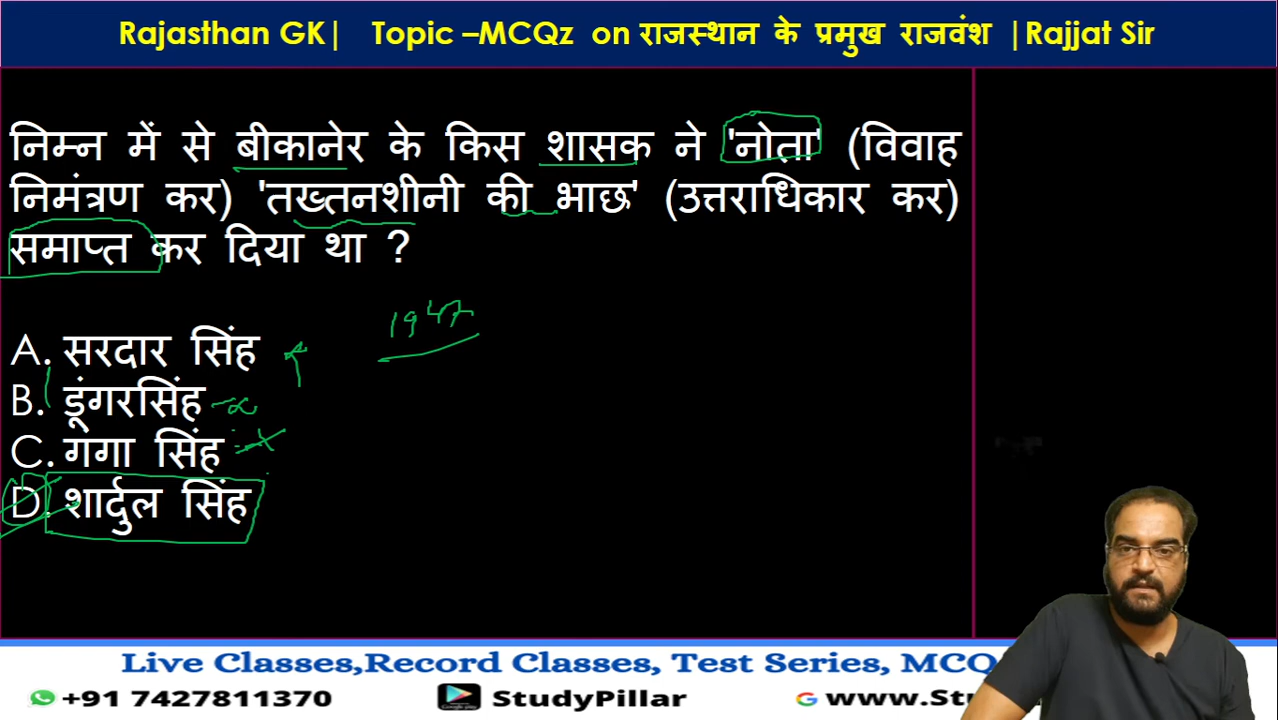 Rajasthan GK| Topic –MCQz on राजस्थान के प्रमुख राजवंश |Rajjat Sir
निम्न में से बीकानेर के किस शासक ने 'नोता' (विवाह
निमंत्रण कर) 'तख्तनशीनी की भाछ' (उत्तराधिकार कर)
समाप्त कर दिया था ?
1947
A. सरदार सिंह
B. डूंगरसिंह
C. गंगा सिंह
D. शार्दुल सिंह
Live Classes,Record Classes, Test Series, MCQ
+91 7427811370 StudyPillar www.St